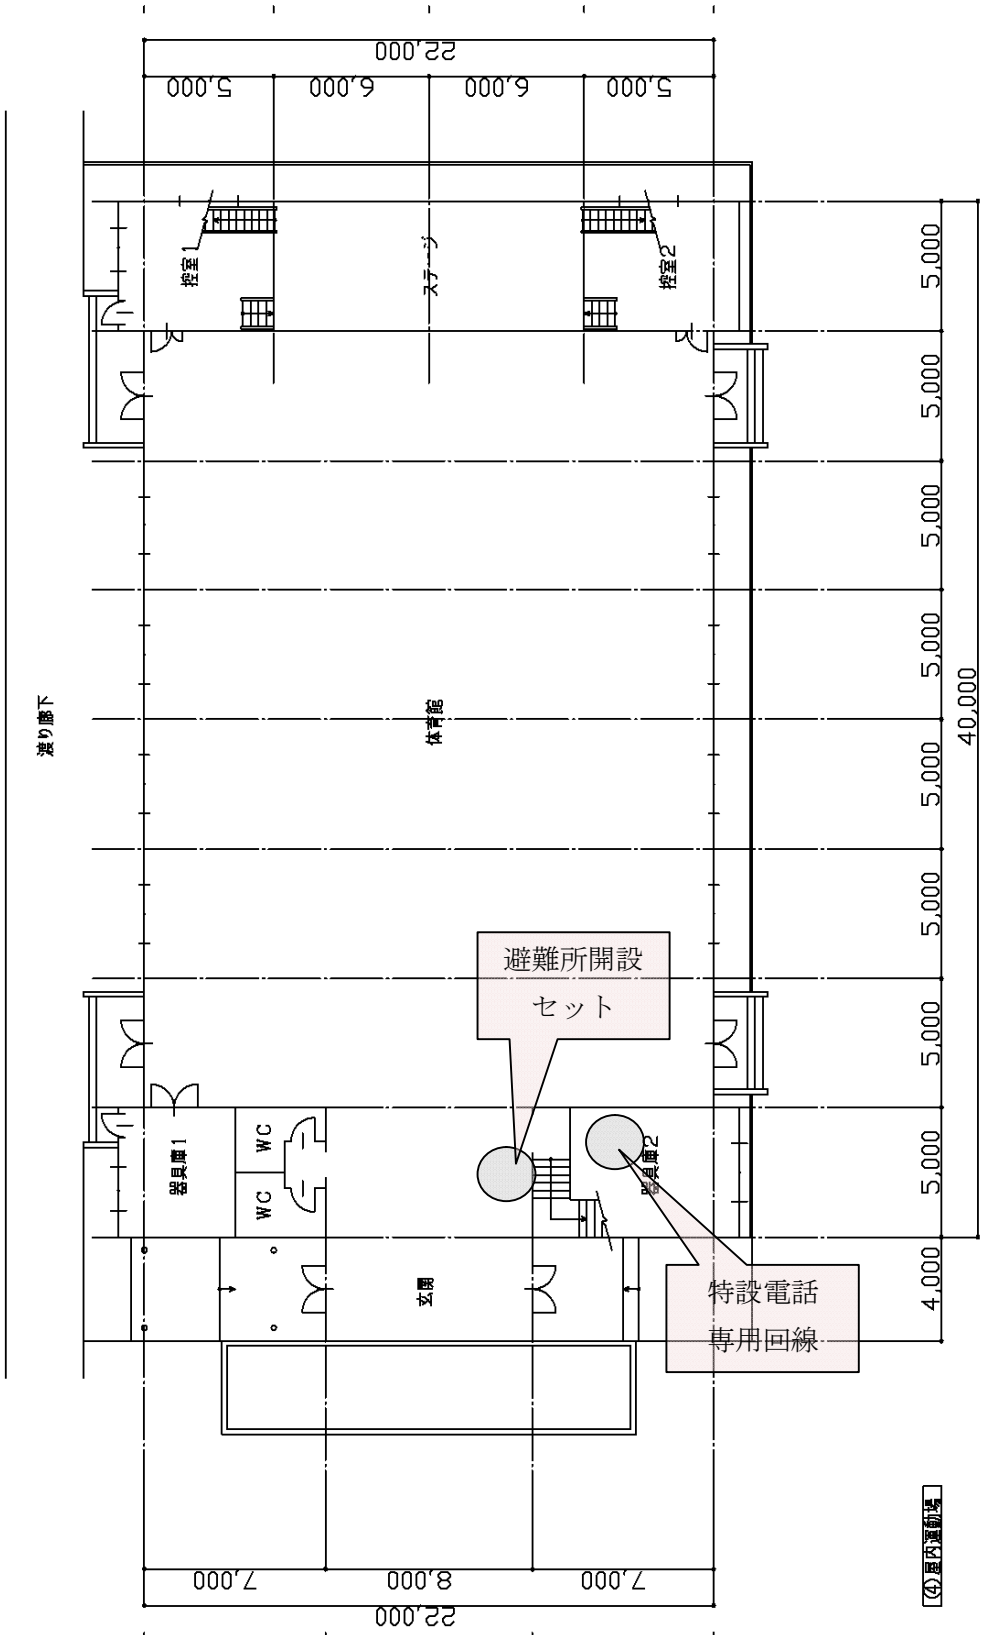 22,000
5,000
6,000
6,000
5,000
控室1
ステージ
控室2
5,000
5,000
5,000
5,000
5,000
5,000
5,000
5,000
4,000
40,000
渡り廊下
体育館
避難所開設
セット
器具庫1
WC
WC
器具庫2
玄関
特設電話
専用回線
7,000
8,000
7,000
22,000
(4)屋内運動場